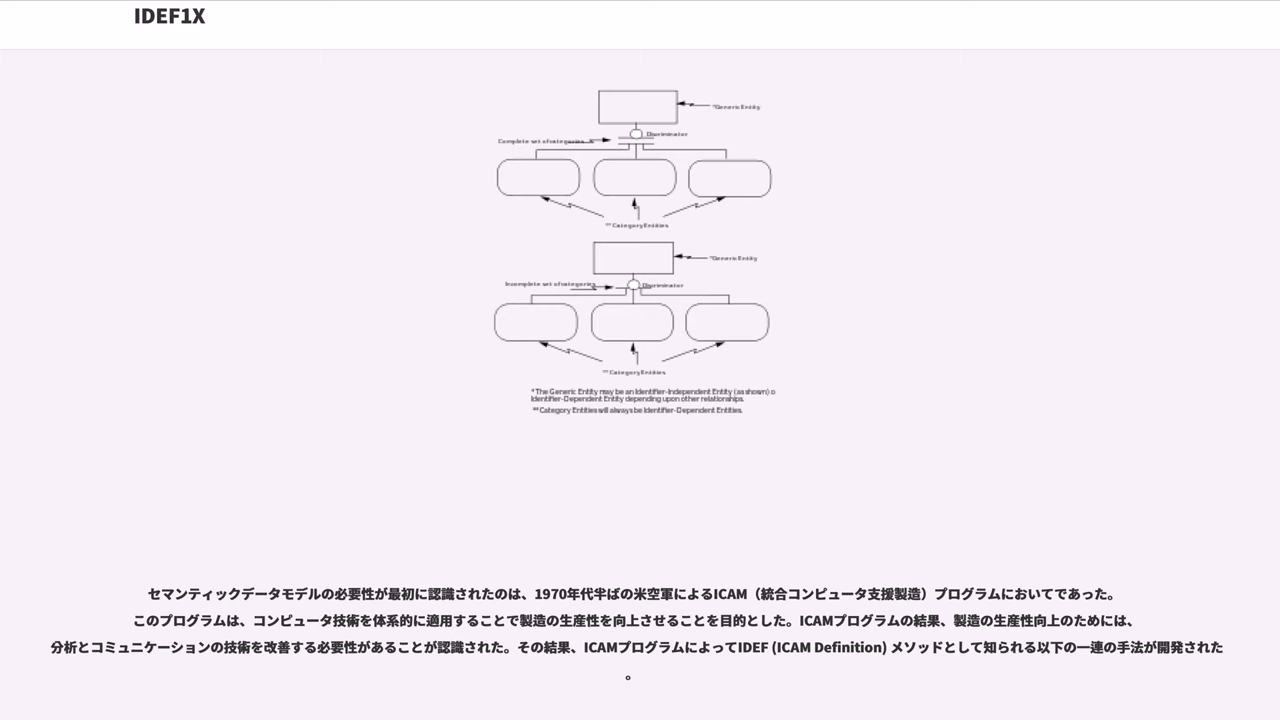 IDEF1X
*Generic Entity
Discriminator
Complete set of categories
** Category Entities
*Generic Entity
Incomplete set of categories
Discriminator
** Category Entities
*The Generic Entity may be an Identifier-Independent Entity (as shown) o
Identifier-Dependent Entity depending upon other relationships.
**Category Entities will always be Identifier-Dependent Entities.
セマンティックデータモデルの必要性が最初に認識されたのは、1970年代半ばの米空軍によるICAM（統合コンピュータ支援製造）プログラムにおいてであった。
このプログラムは、コンピュータ技術を体系的に適用することで製造の生産性を向上させることを目的とした。ICAMプログラムの結果、製造の生産性向上のためには、
分析とコミュニケーションの技術を改善する必要性があることが認識された。その結果、ICAMプログラムによってIDEF (ICAM Definition) メソッドとして知られる以下の一連の手法が開発された
。